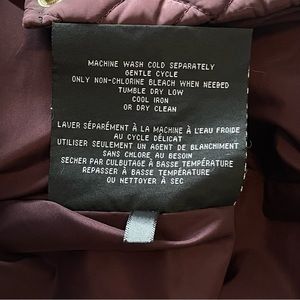 MACHINE WASH COLD SEPARATELY
GENTLE CYCLE
ONLY NON-CHLORINE BLEACH WHEN NEEDED
TUMBLE DRY LOW
COOL IRON
OR DRY CLEAN
LAVER SÉPARÉMENT À LA MACHINE À L'EAU FROIDE
AU CYCLE DÉLICAT
UTILISER SEULEMENT UN AGENT DE BLANCHIMENT
SANS CHLORE AU BESOIN
SÉCHER PAR CULBUTAGE À BASSE TEMPÉRATURE
REPASSER À BASSE TEMPÉRATURE
OU NETTOYER À SEC